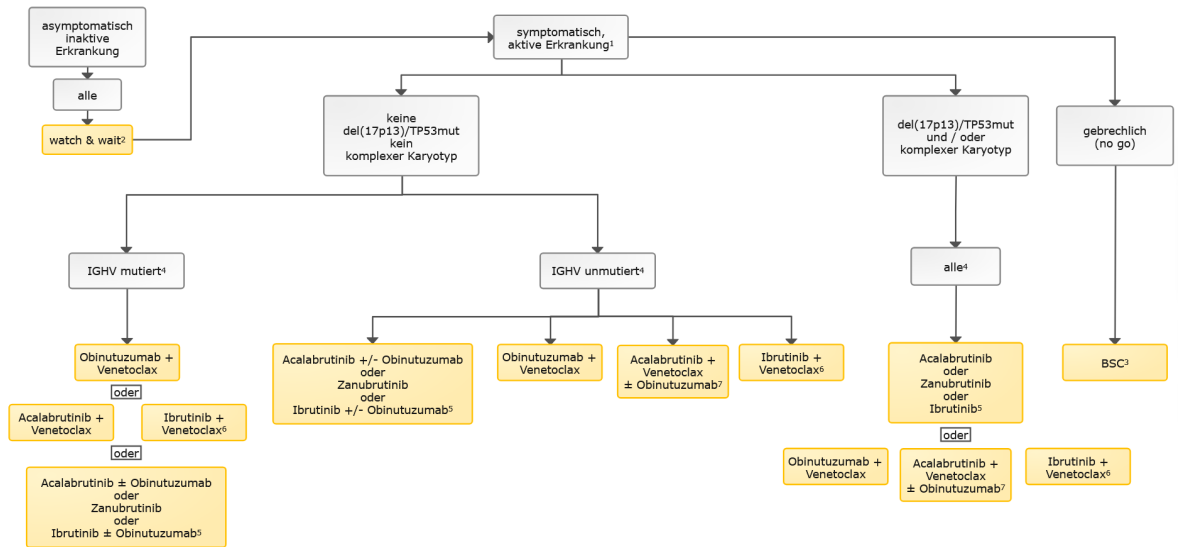 asymptomatisch
inaktive
Erkrankung
alle
watch & wait²
symptomatisch,
aktive Erkrankung¹
keine
del(17p13)/TP53mut
kein
komplexer Karyotyp
del(17p13)/TP53mut
und / oder
komplexer Karyotyp
gebrechlich
(no go)
IGHV mutiert⁴
IGHV unmutiert⁴
alle⁴
Obinutuzumab +
Venetoclax
oder
Acalabrutinib +
Venetoclax
Ibrutinib +
Venetoclax⁶
oder
Acalabrutinib ± Obinutuzumab
oder
Zanubrutinib
oder
Ibrutinib ± Obinutuzumab⁵
Acalabrutinib +/- Obinutuzumab
oder
Zanubrutinib
oder
Ibrutinib +/- Obinutuzumab⁵
Obinutuzumab +
Venetoclax
Acalabrutinib +
Venetoclax
± Obinutuzumab⁷
Ibrutinib +
Venetoclax⁶
Acalabrutinib
oder
Zanubrutinib
oder
Ibrutinib⁵
oder
Obinutuzumab +
Venetoclax
Acalabrutinib +
Venetoclax
± Obinutuzumab⁷
Ibrutinib +
Venetoclax⁶
BSC³